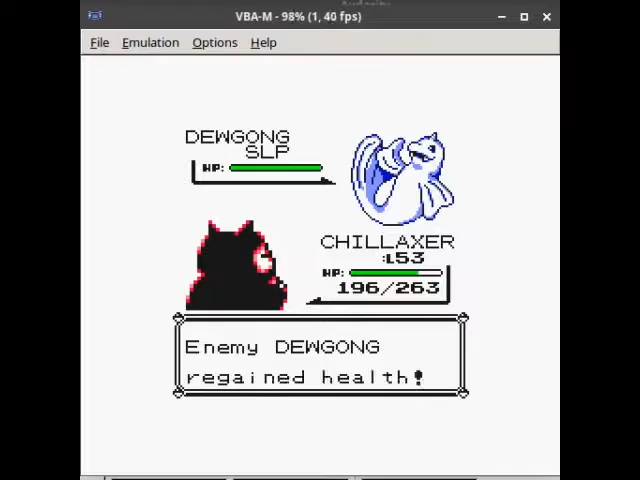 VBA-M - 98% (1, 40 fps)
File Emulation Options Help
DEWGONG
SLP
HP:
CHILLAXER
:L53
HP:
196/263
Enemy DEWGONG
regained health!